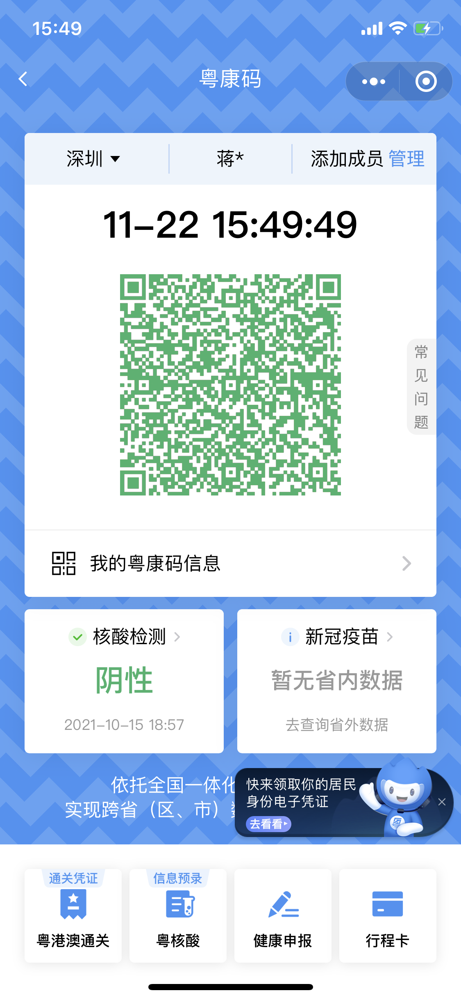 15:49
粤康码
深圳
蒋*
添加成员 管理
11-22 15:49:49
常见问题
我的粤康码信息
核酸检测
阴性
2021-10-15 18:57
新冠疫苗
暂无省内数据
去查询省外数据
依托全国一体化
实现跨省（区、市）
快来领取你的居民
身份电子凭证
去看看
粤
通关凭证
粤港澳通关
信息预录
粤核酸
健康申报
行程卡